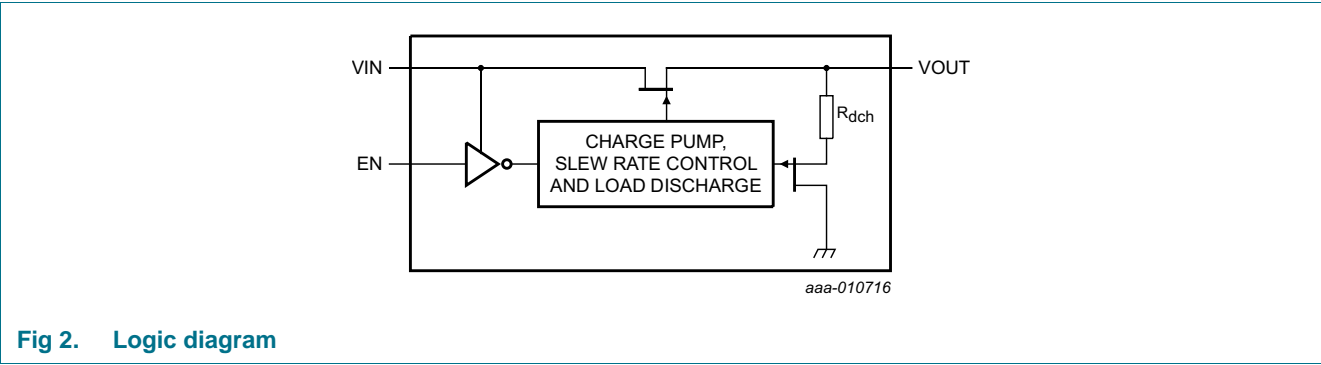 VIN
VOUT
Rdch
CHARGE PUMP,
SLEW RATE CONTROL
AND LOAD DISCHARGE
EN
aaa-010716
Fig 2. Logic diagram